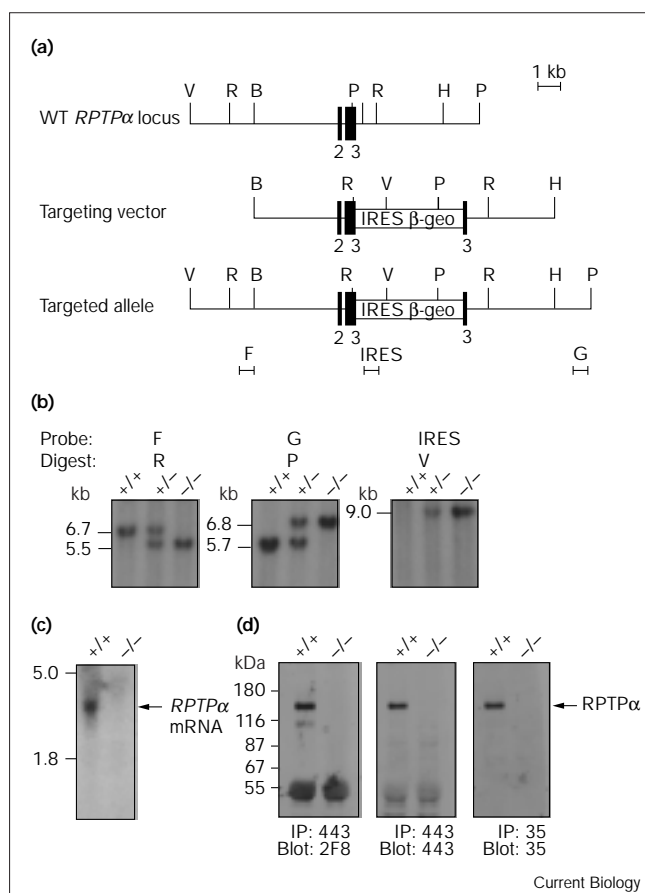 (a)
1 kb
V R B P R H P
WT RPTPα locus
2 3
B R V P R H
Targeting vector
IRES β-geo
2 3 3
V R B R V P R H P
Targeted allele
IRES β-geo
2 3 3
F IRES G
(b)
Probe: F G IRES
Digest: R P V
+/+ +/– –/– +/+ +/– –/– +/+ +/– –/–
kb kb kb
6.7 6.8 9.0
5.5 5.7
(c) (d)
+/+ –/– +/+ –/– +/+ –/– +/+ –/–
5.0 kDa
RPTPα
mRNA
1.8
180
116
87
67
55
RPTPα
IP: 443 IP: 443 IP: 35
Blot: 2F8 Blot: 443 Blot: 35
Current Biology